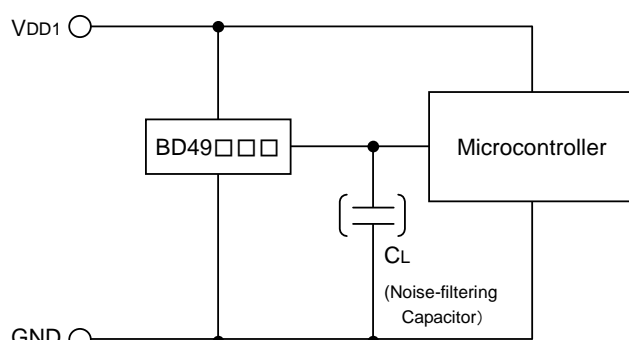 VDD1
BD49□□□
Microcontroller
CL
(Noise-filtering
Capacitor)
GND